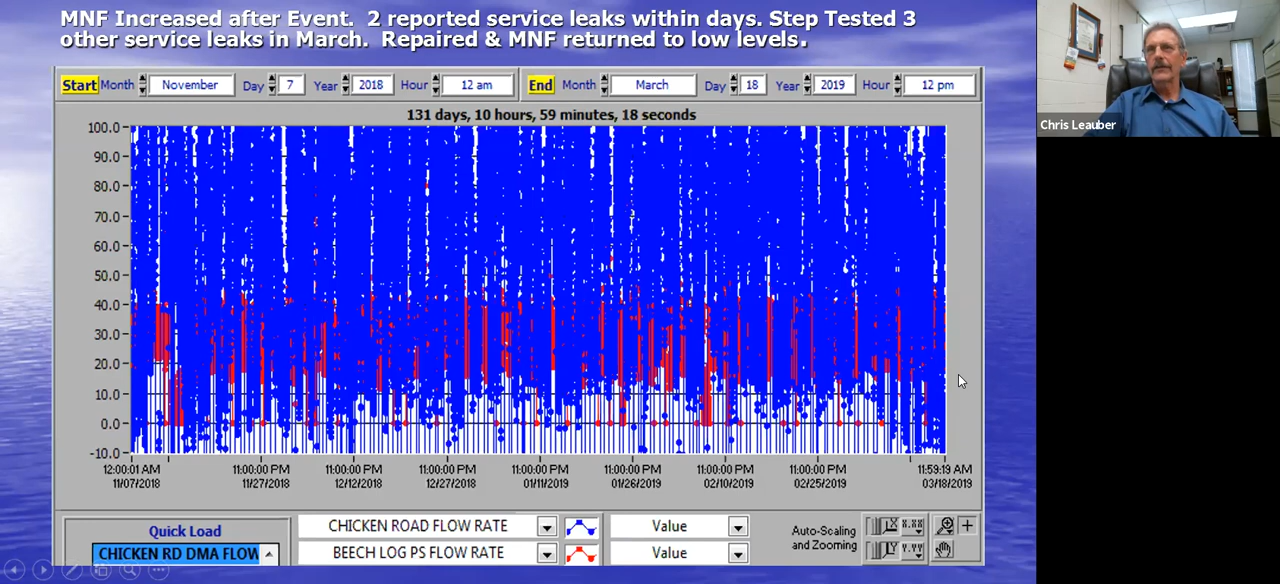 MNF Increased after Event. 2 reported service leaks within days. Step Tested 3
other service leaks in March. Repaired & MNF returned to low levels.
Start Month November Day 7 Year 2018 Hour 12 am End Month March Day 18 Year 2019 Hour 12 pm
131 days, 10 hours, 59 minutes, 18 seconds
100.0
90.0
80.0
70.0
60.0
50.0
40.0
30.0
20.0
10.0
0.0
-10.0
12:00:01 AM 11:00:00 PM 11:00:00 PM 11:00:00 PM 11:00:00 PM 11:00:00 PM 11:00:00 PM 11:00:00 PM 11:59:19 AM
11/07/2018 11/27/2018 12/12/2018 12/27/2018 01/11/2019 01/26/2019 02/10/2019 02/25/2019 03/18/2019
Quick Load
CHICKEN RD DMA FLOW
CHICKEN ROAD FLOW RATE Value
BEECH LOG PS FLOW RATE Value
Auto-Scaling
and Zooming
X X.XX
Y Y.YY
Chris Leauber